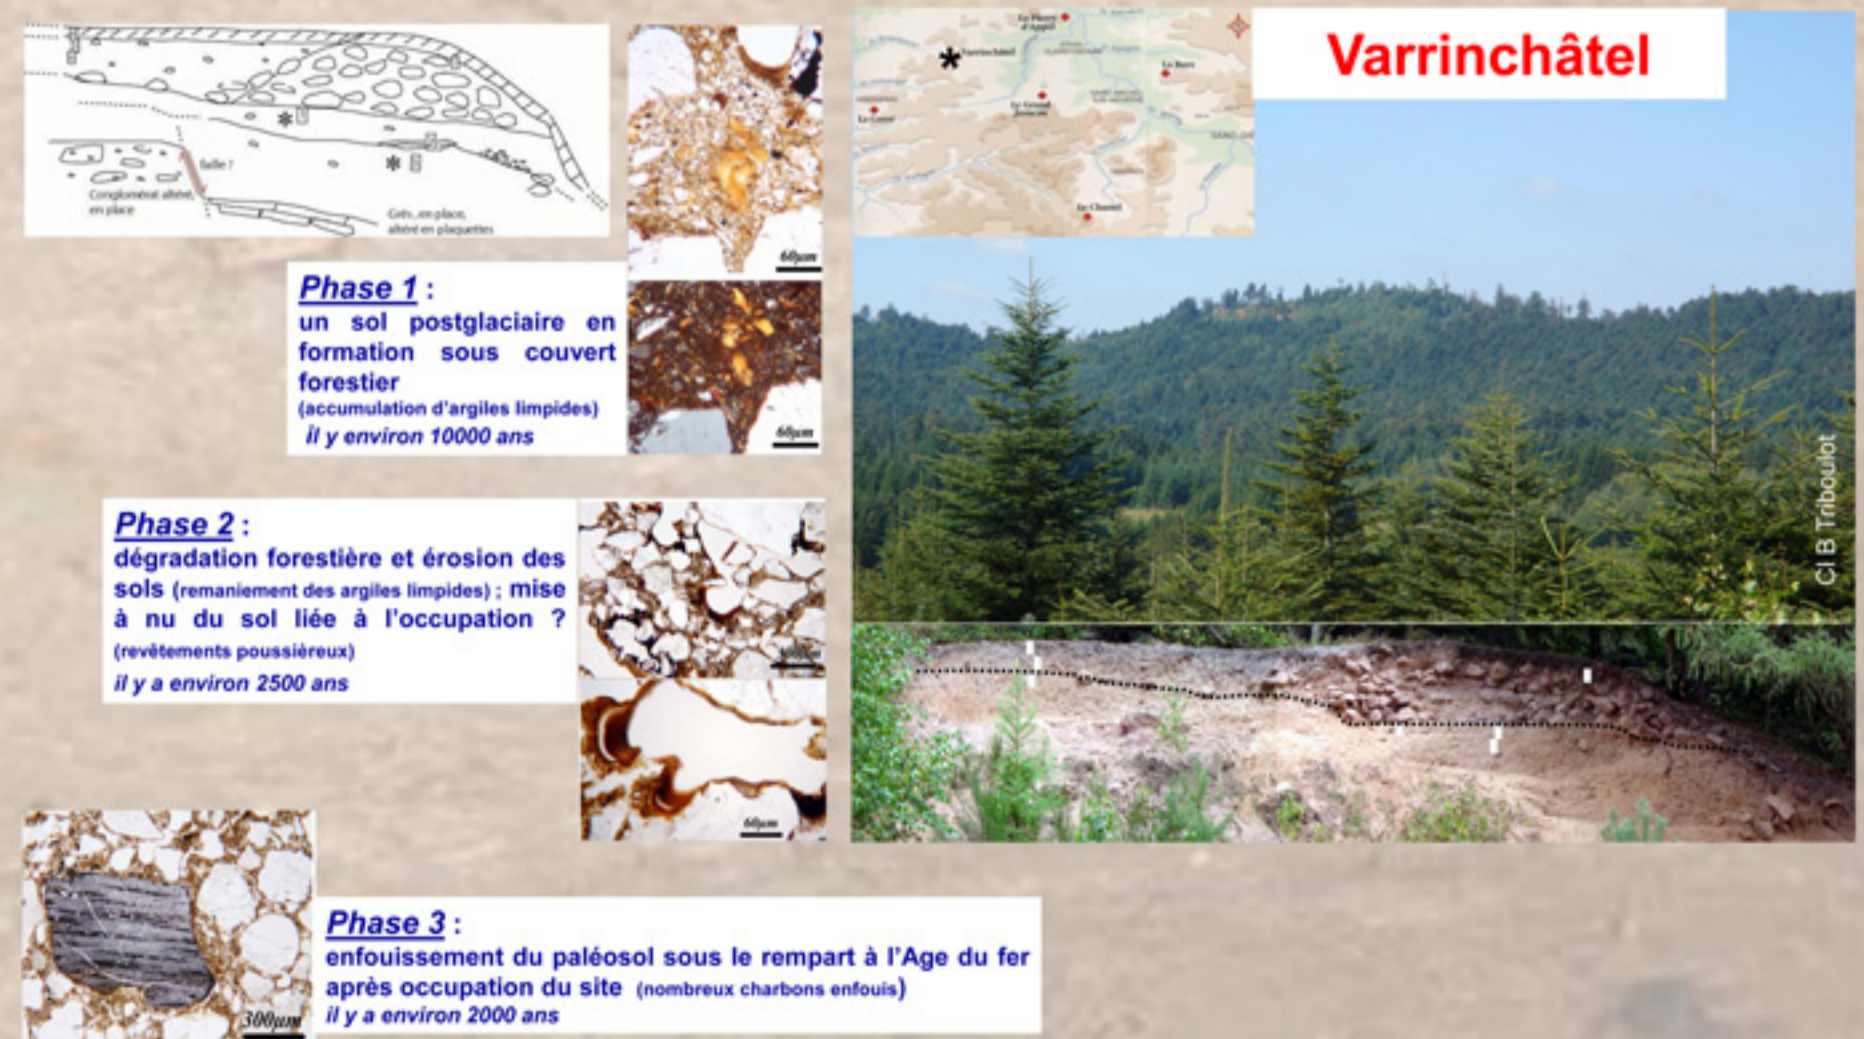 Varrinchâtel
Varrinchâtel
La Bure
faille ?
Conglomérat altéré,
en place
Grès, en place,
altéré en plaquettes
60µm
Phase 1 :
un sol postglaciaire en
formation sous couvert
forestier
(accumulation d'argiles limpides)
il y environ 10000 ans
60µm
Phase 2 :
dégradation forestière et érosion des
sols (remaniement des argiles limpides) ; mise
à nu du sol liée à l'occupation ?
(revêtements poussièreux)
il y a environ 2500 ans
60µm
Cl B Triboulot
Phase 3 :
enfouissement du paléosol sous le rempart à l'Age du fer
après occupation du site (nombreux charbons enfouis)
il y a environ 2000 ans
300µm